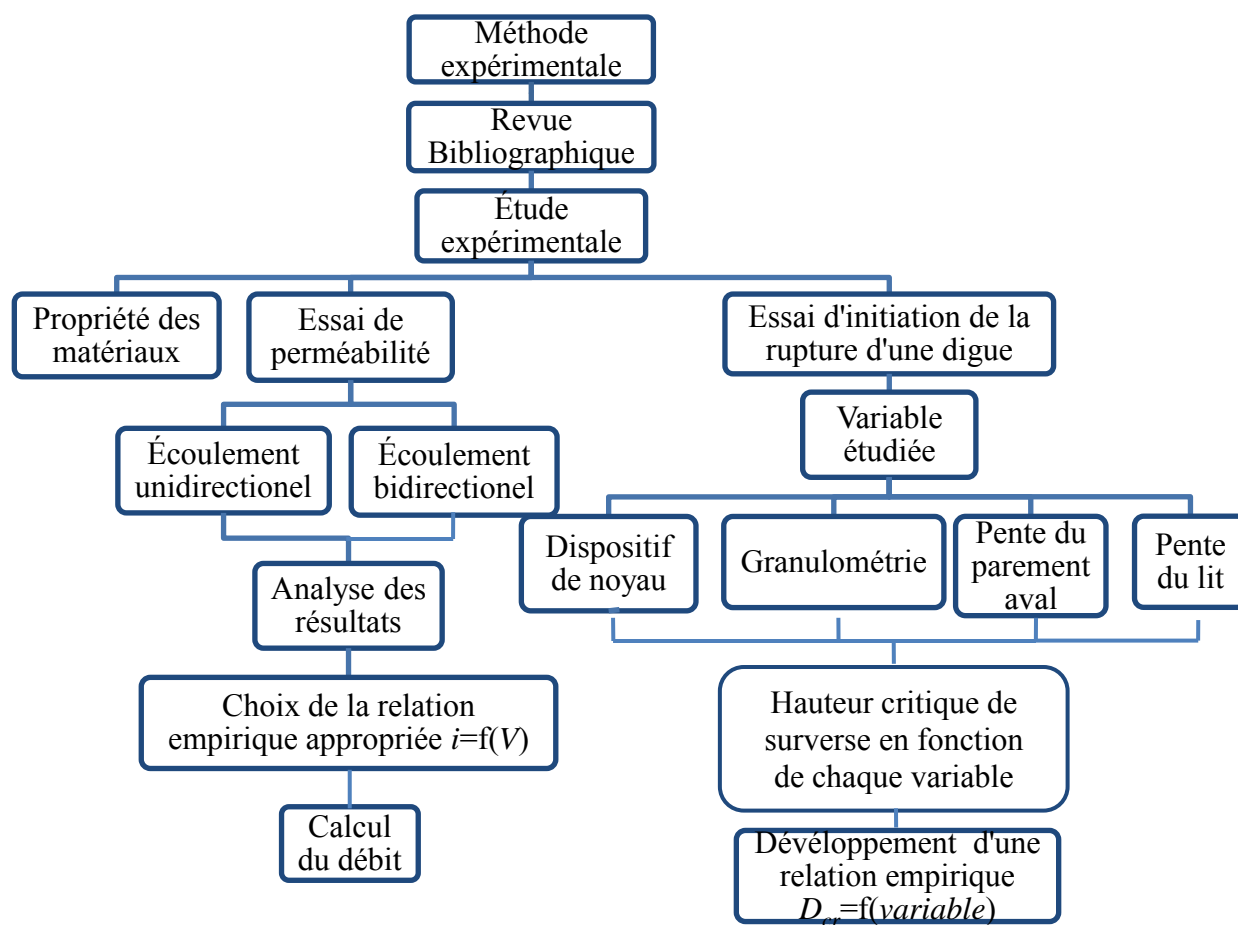 Méthode
expérimentale
Revue
Bibliographique
Étude
expérimentale
Propriété des
matériaux
Essai de
perméabilité
Essai d'initiation de la
rupture d'une digue
Écoulement
unidirectionel
Écoulement
bidirectionel
Variable
étudiée
Dispositif
de noyau
Granulométrie
Pente du
parement
aval
Pente
du lit
Analyse des
résultats
Choix de la relation
empirique appropriée i=f(V)
Calcul
du débit
Hauteur critique de
surverse en fonction
de chaque variable
Dévéloppement d'une
relation empirique
D_cr=f(variable)